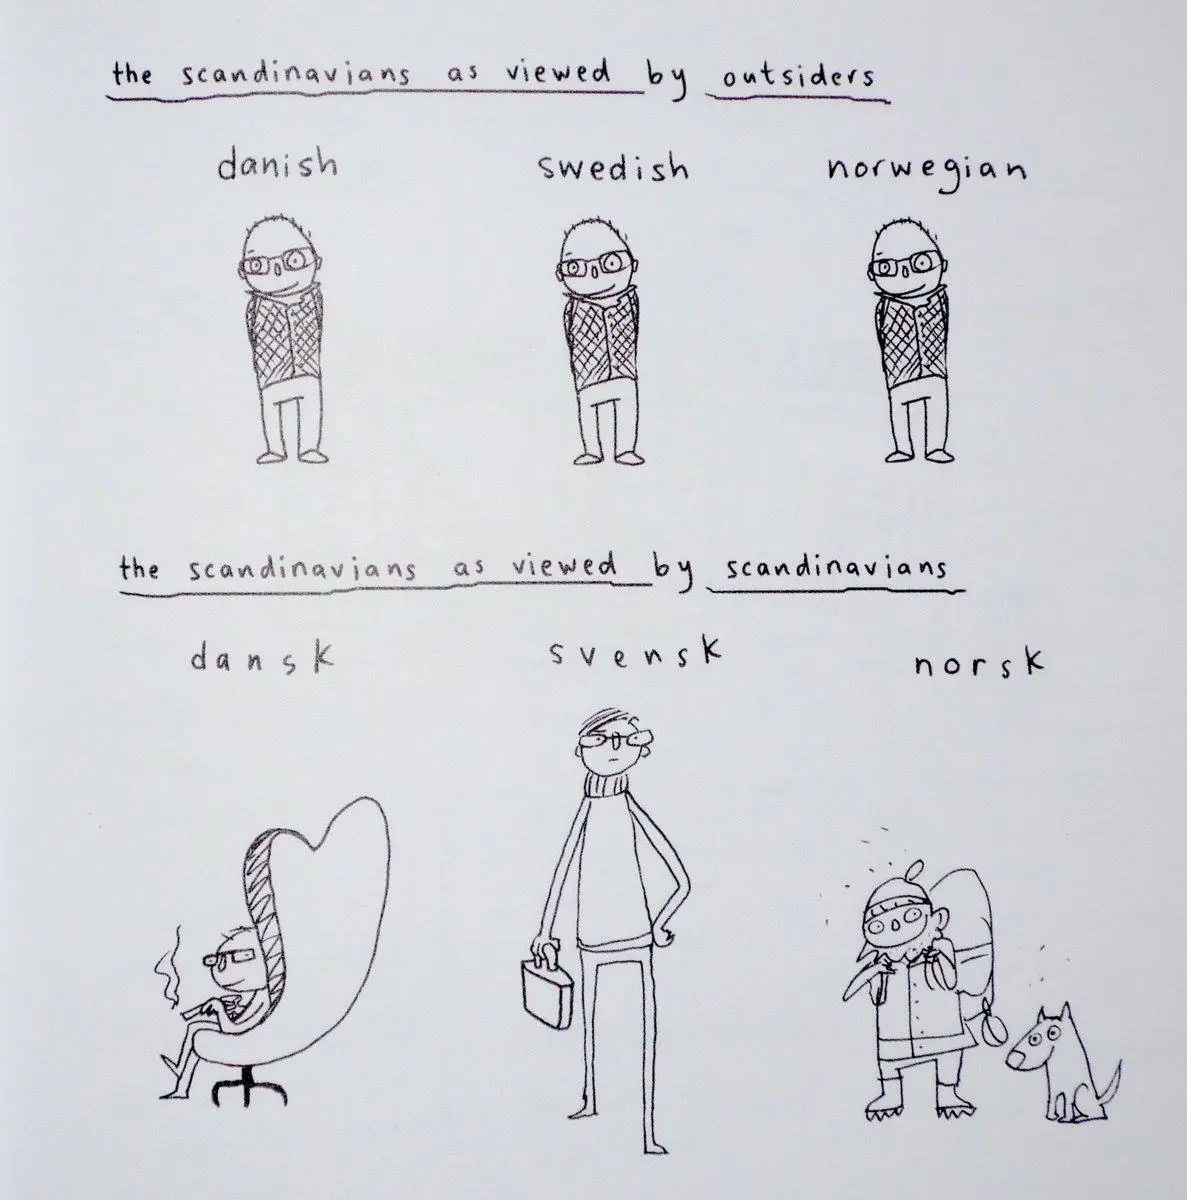 the scandinavians as viewed by outsiders
danish swedish norwegian
the scandinavians as viewed by scandinavians
dansk svensk norsk